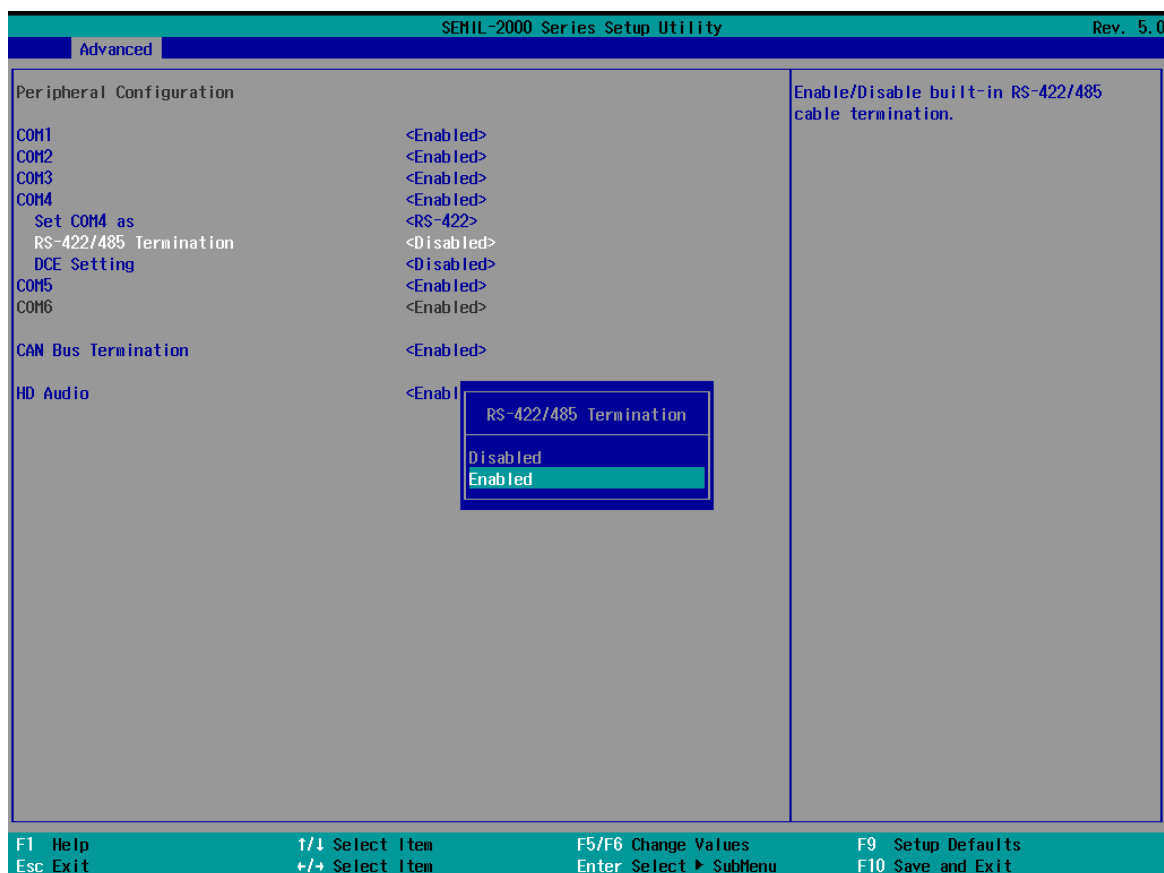 SEMIL-2000 Series Setup Utility Rev. 5.0
Advanced
Peripheral Configuration
Enable/Disable built-in RS-422/485
cable termination.
COM1 <Enabled>
COM2 <Enabled>
COM3 <Enabled>
COM4 <Enabled>
Set COM4 as <RS-422>
RS-422/485 Termination <Disabled>
DCE Setting <Disabled>
COM5 <Enabled>
COM6 <Enabled>
CAN Bus Termination <Enabled>
HD Audio <Enabl
RS-422/485 Termination
Disabled
Enabled
F1 Help ↑/↓ Select Item F5/F6 Change Values F9 Setup Defaults
Esc Exit ←/→ Select Item Enter Select ▶ SubMenu F10 Save and Exit